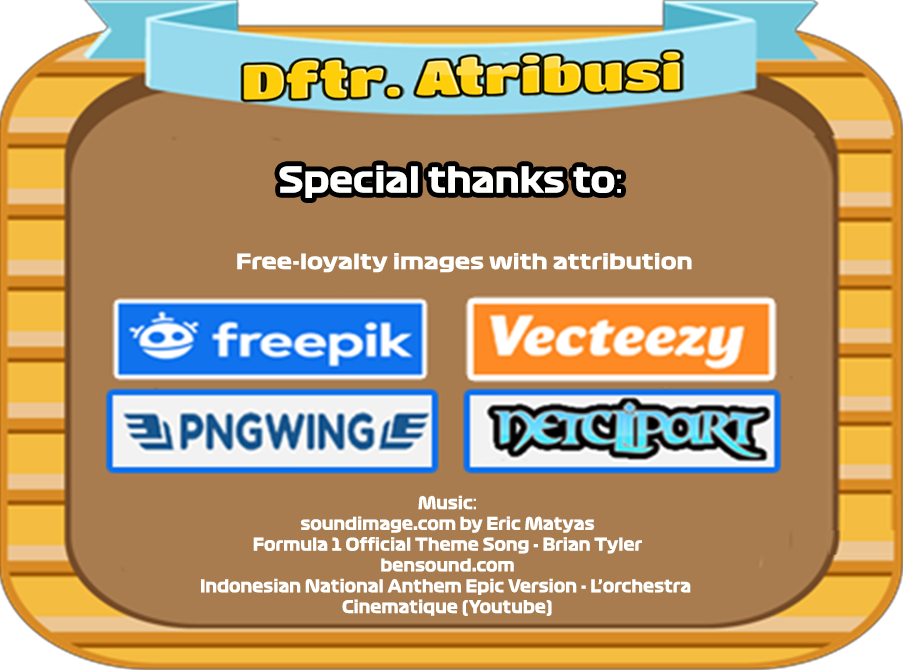 Dftr. Atribusi
Special thanks to:
Free-loyalty images with attribution
freepik
Vecteezy
PNGWING
NETCLIPART
Music:
soundimage.com by Eric Matyas
Formula 1 Official Theme Song - Brian Tyler
bensound.com
Indonesian National Anthem Epic Version - L'orchestra
Cinematique (Youtube)